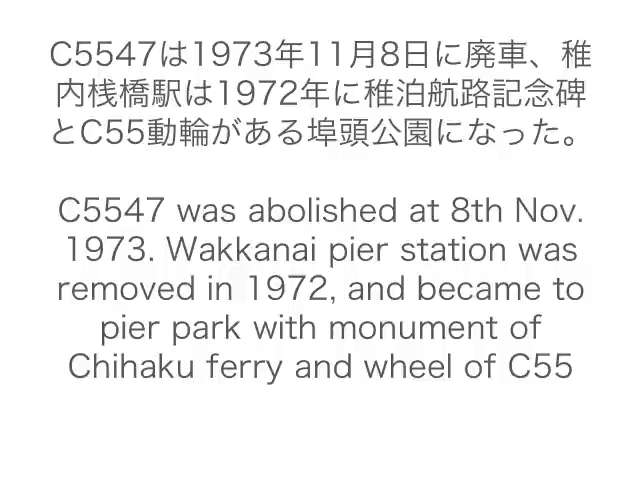 C5547は1973年11月8日に廃車、稚
内桟橋駅は1972年に稚泊航路記念碑
とC55動輪がある埠頭公園になった。
C5547 was abolished at 8th Nov.
1973. Wakkanai pier station was
removed in 1972, and became to
pier park with monument of
Chihaku ferry and wheel of C55